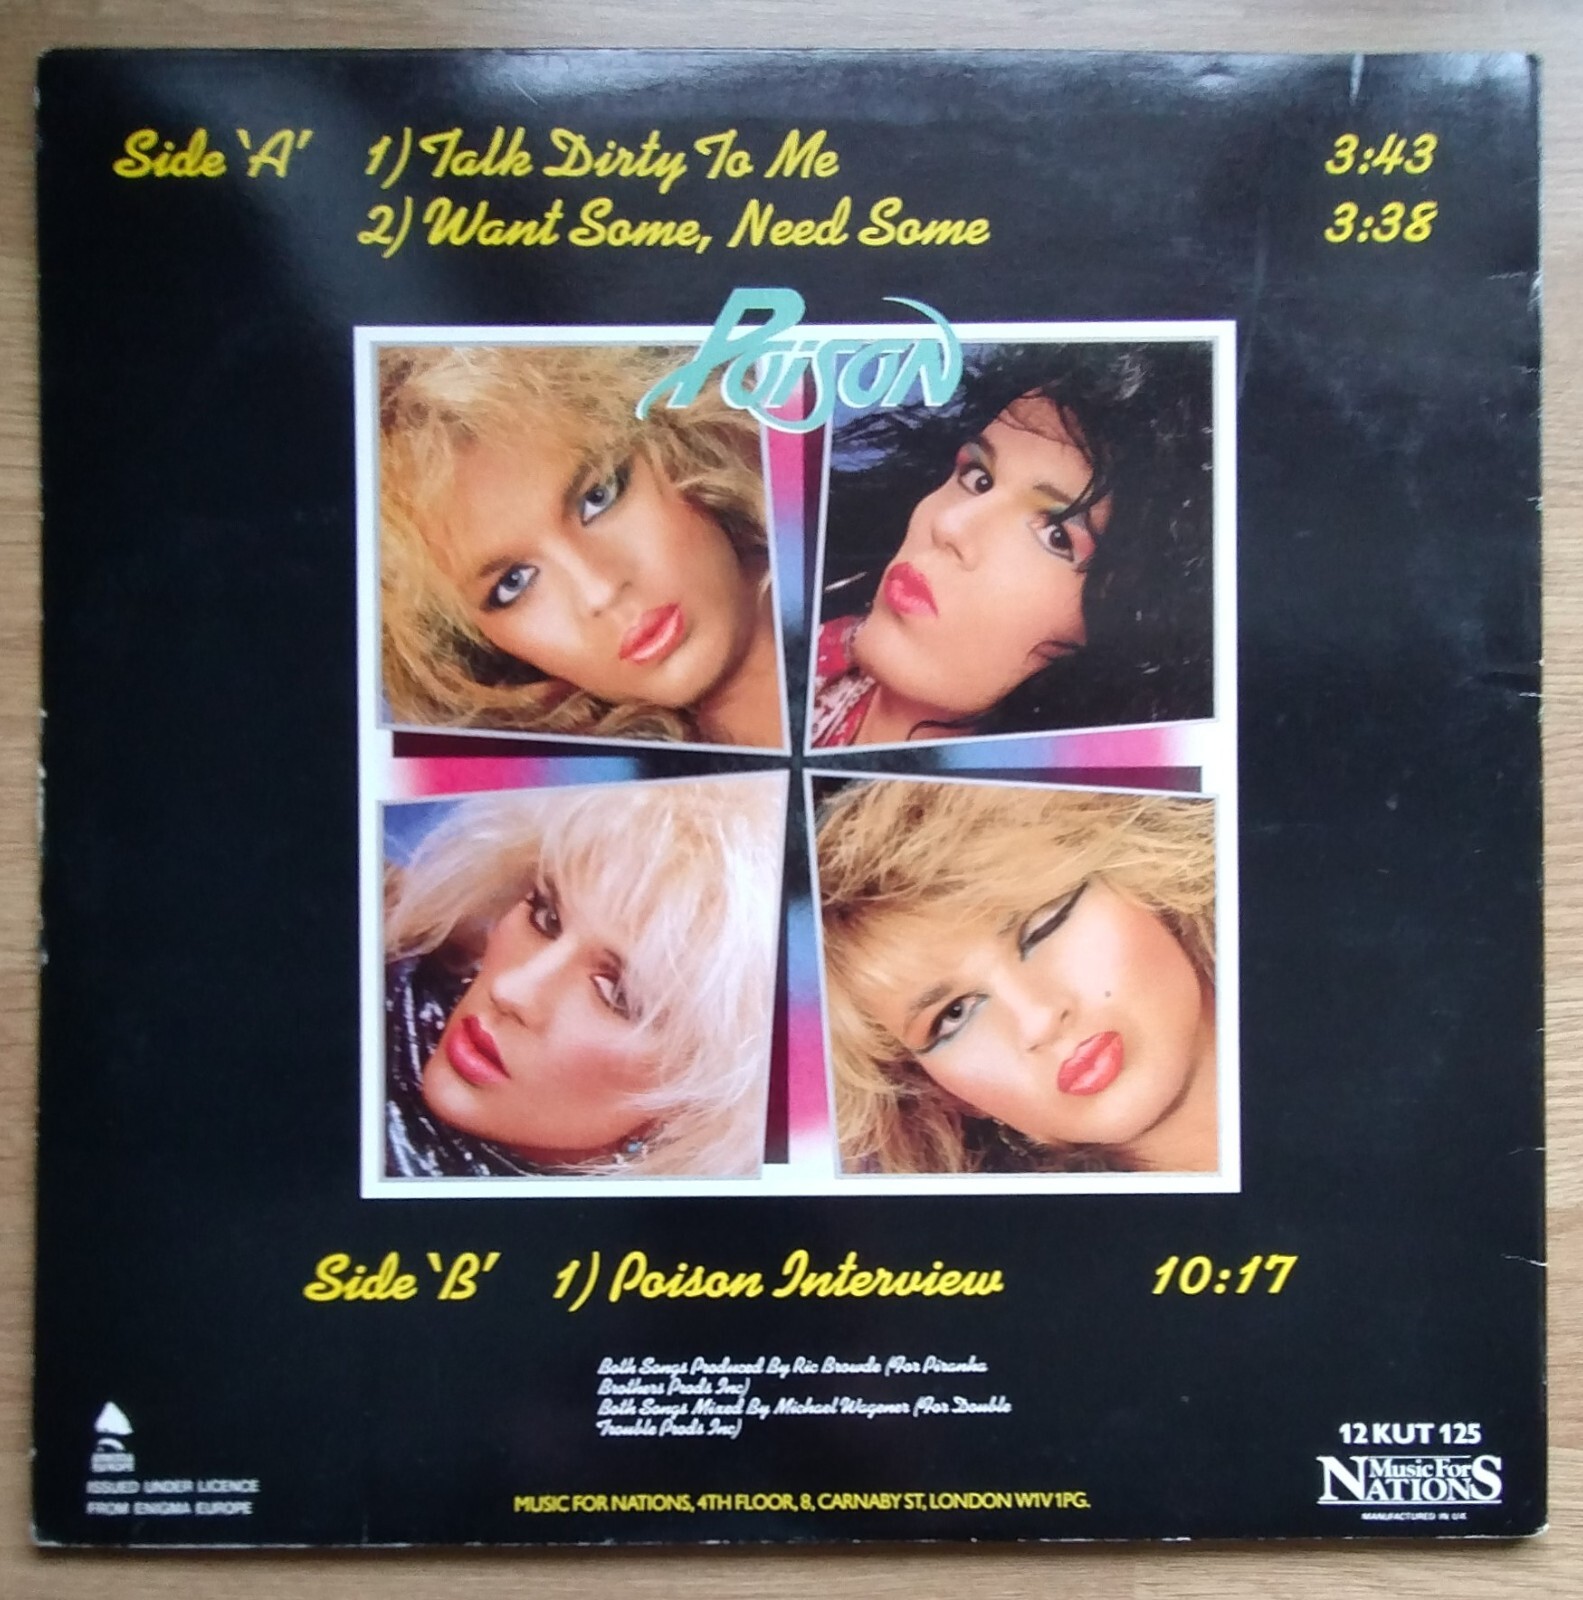 Side 'A' 1) Talk Dirty To Me 3:43
2) Want Some, Need Some 3:38
Poison
Side 'B' 1) Poison Interview 10:17
Both Songs Produced By Ric Browde (For Piranha
Brothers Prods Inc)
Both Songs Mixed By Michael Wagener (For Double
Trouble Prods Inc)
ISSUED UNDER LICENCE
FROM ENIGMA EUROPE
MUSIC FOR NATIONS, 4TH FLOOR, 8, CARNABY ST, LONDON W1V 1PG.
12 KUT 125
Music For
NATIONS
MANUFACTURED IN U.K.